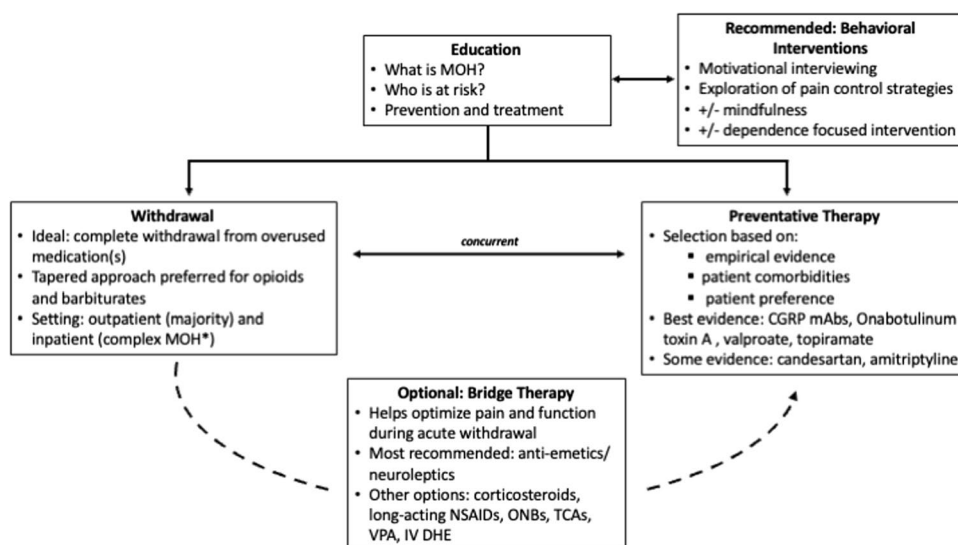 Education
• What is MOH?
• Who is at risk?
• Prevention and treatment
Recommended: Behavioral
Interventions
• Motivational interviewing
• Exploration of pain control strategies
• +/- mindfulness
• +/- dependence focused intervention
Withdrawal
• Ideal: complete withdrawal from overused
medication(s)
• Tapered approach preferred for opioids
and barbiturates
• Setting: outpatient (majority) and
inpatient (complex MOH*)
concurrent
Preventative Therapy
• Selection based on:
▪ empirical evidence
▪ patient comorbidities
▪ patient preference
• Best evidence: CGRP mAbs, Onabotulinum
toxin A , valproate, topiramate
• Some evidence: candesartan, amitriptyline
Optional: Bridge Therapy
• Helps optimize pain and function
during acute withdrawal
• Most recommended: anti-emetics/
neuroleptics
• Other options: corticosteroids,
long-acting NSAIDs, ONBs, TCAs,
VPA, IV DHE